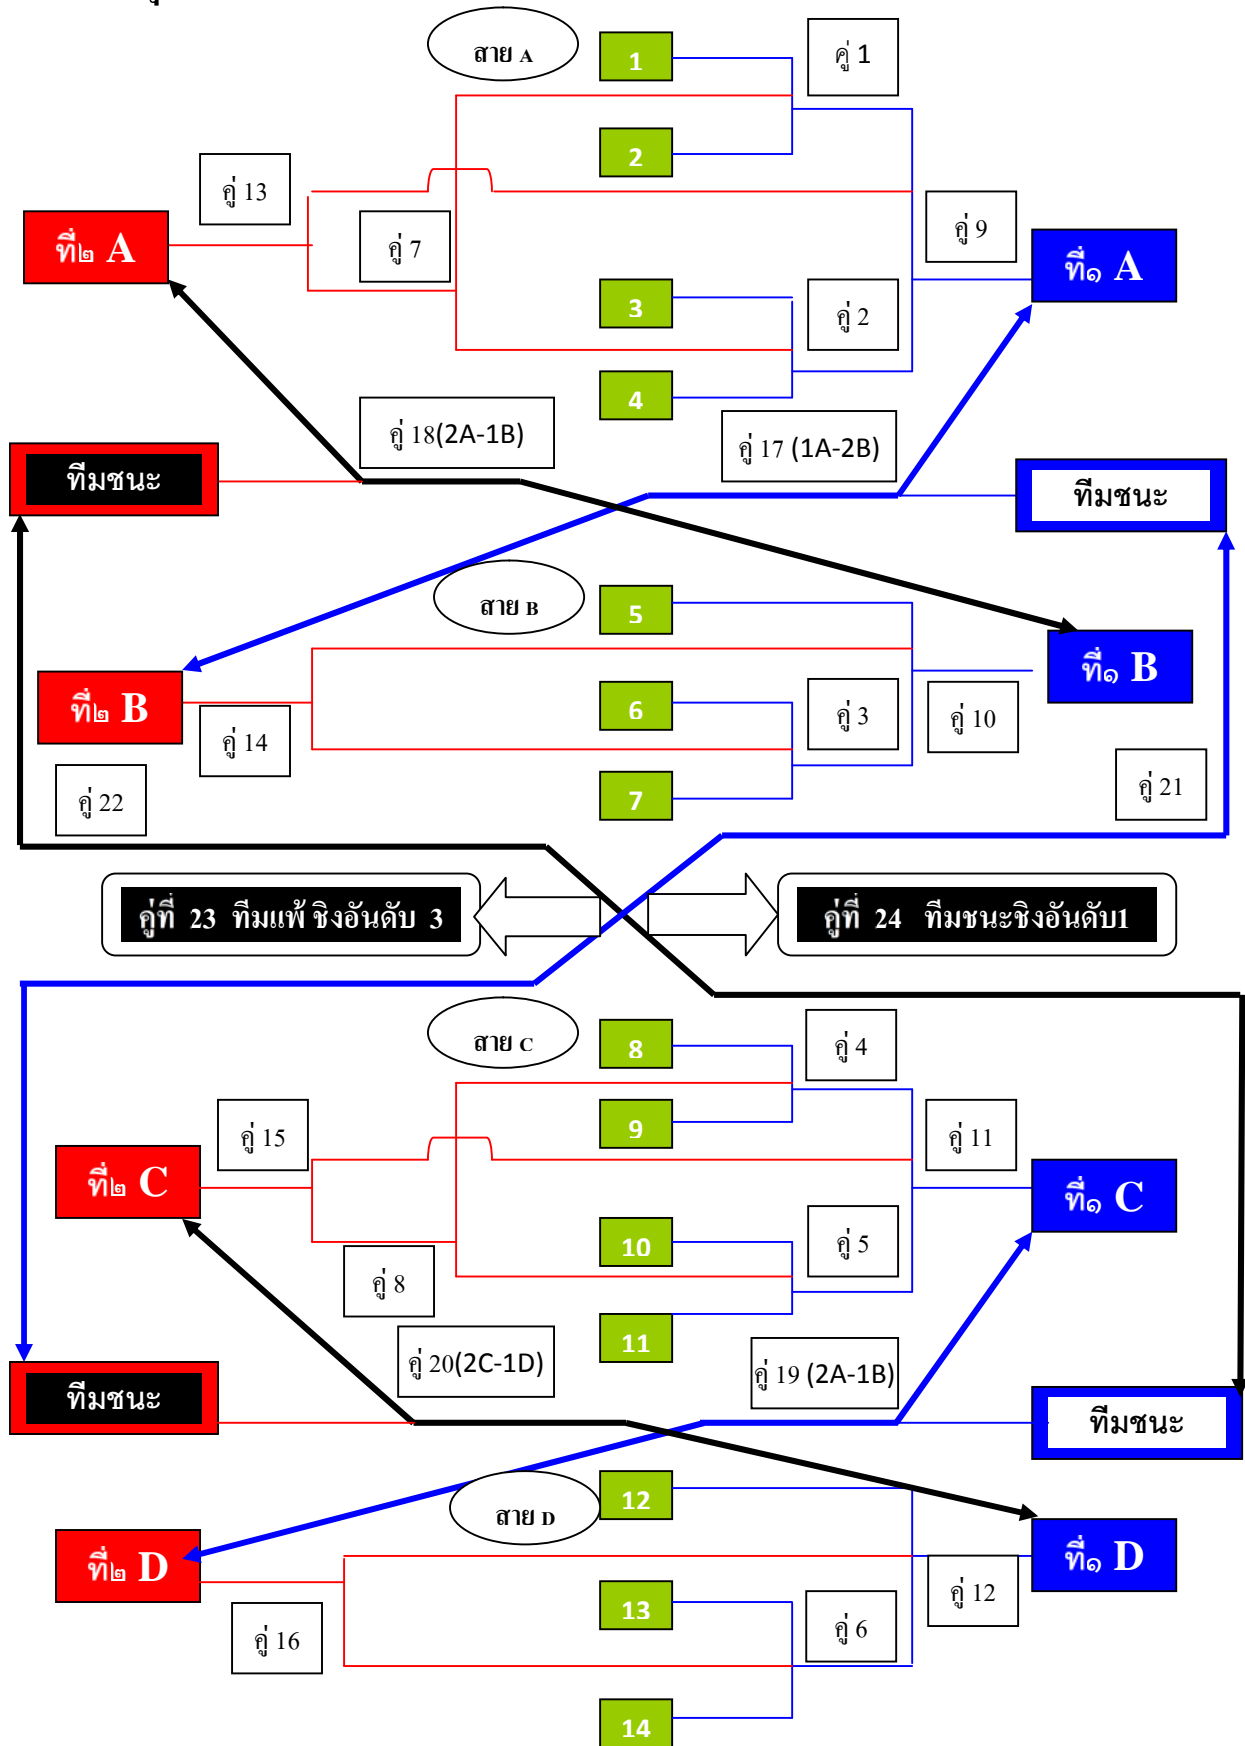 สาย A
1
คู่ 1
2
คู่ 13
ที่๒ A
คู่ 7
คู่ 9
ที่๑ A
3
คู่ 2
4
คู่ 18(2A-1B)
คู่ 17 (1A-2B)
ทีมชนะ
ทีมชนะ
สาย B
5
ที่๑ B
ที่๒ B
6
คู่ 3
คู่ 10
คู่ 14
คู่ 22
7
คู่ 21
คู่ที่ 23 ทีมแพ้ ชิงอันดับ 3
คู่ที่ 24 ทีมชนะชิงอันดับ1
สาย C
8
คู่ 4
9
คู่ 15
คู่ 11
ที่๒ C
ที่๑ C
10
คู่ 5
คู่ 8
11
คู่ 20(2C-1D)
คู่ 19 (2A-1B)
ทีมชนะ
ทีมชนะ
สาย D
12
ที่๒ D
ที่๑ D
13
คู่ 12
คู่ 16
คู่ 6
14